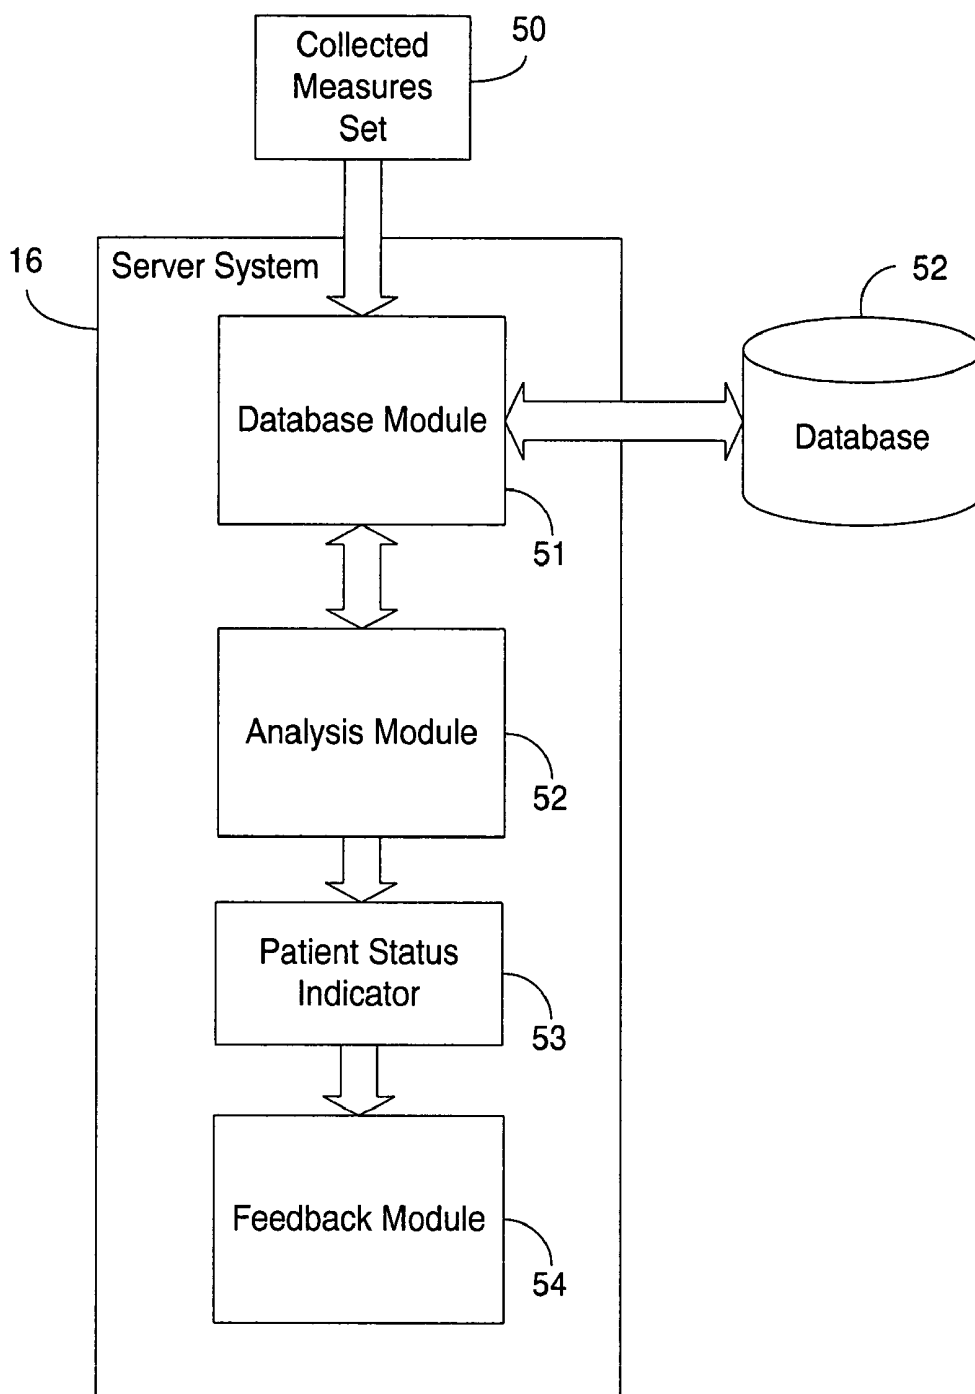 50
Collected
Measures
Set
16
Server System
52
Database Module
Database
51
Analysis Module
52
Patient Status
Indicator
53
Feedback Module
54